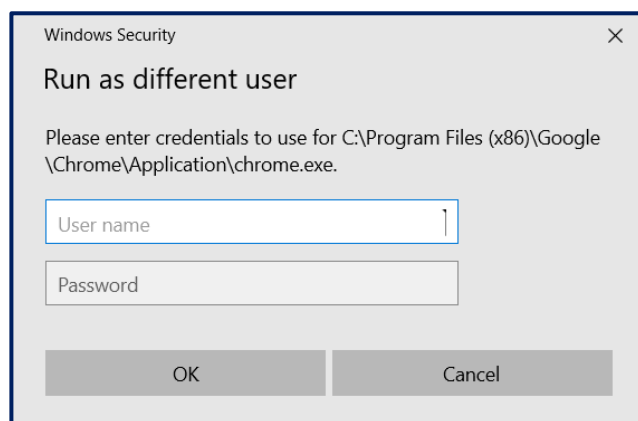 Windows Security
Run as different user
Please enter credentials to use for C:\Program Files (x86)\Google
\Chrome\Application\chrome.exe.
User name
Password
OK
Cancel